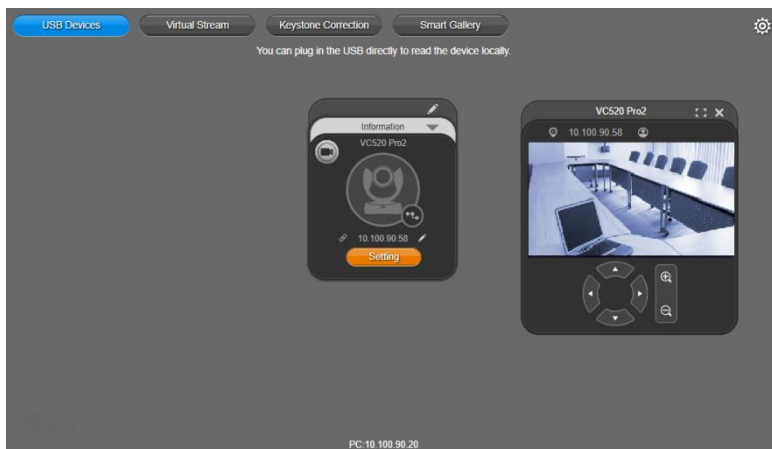 USB Devices
Virtual Stream
Keystone Correction
Smart Gallery
You can plug in the USB directly to read the device locally.
Information
VC520 Pro2
10.100.90.58
Setting
VC520 Pro2
10.100.90.58
PC:10.100.90.20